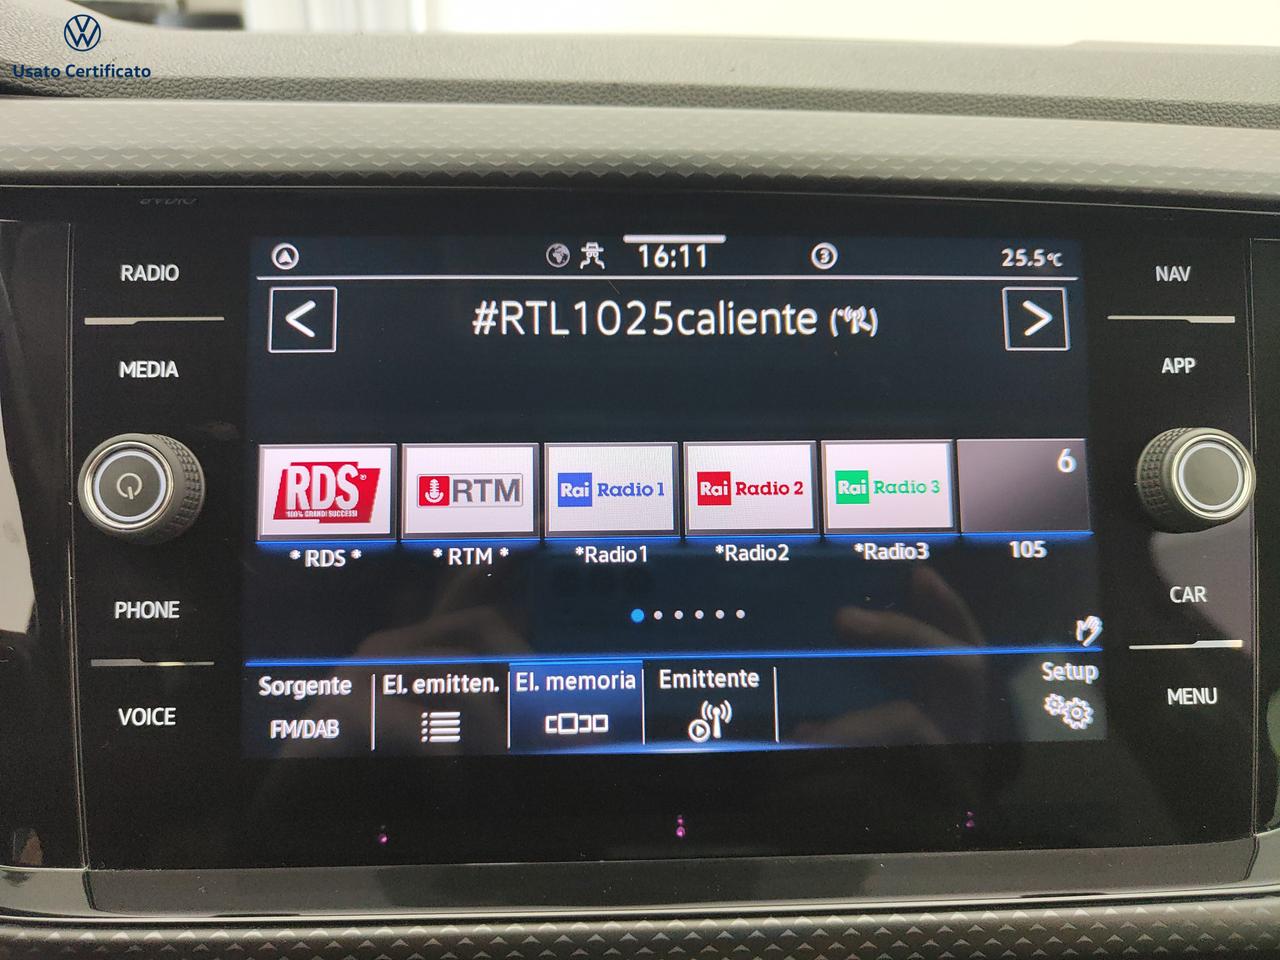 Usato Certificato
RADIO
MEDIA
PHONE
VOICE
NAV
APP
CAR
MENU
16:11
3
25.5°C
#RTL1025caliente
RDS
100% GRANDI SUCCESSI
RTM
Rai Radio 1
Rai Radio 2
Rai Radio 3
6
* RDS *
* RTM *
*Radio1
*Radio2
*Radio3
105
Sorgente
FM/DAB
El. emitten.
El. memoria
Emittente
Setup